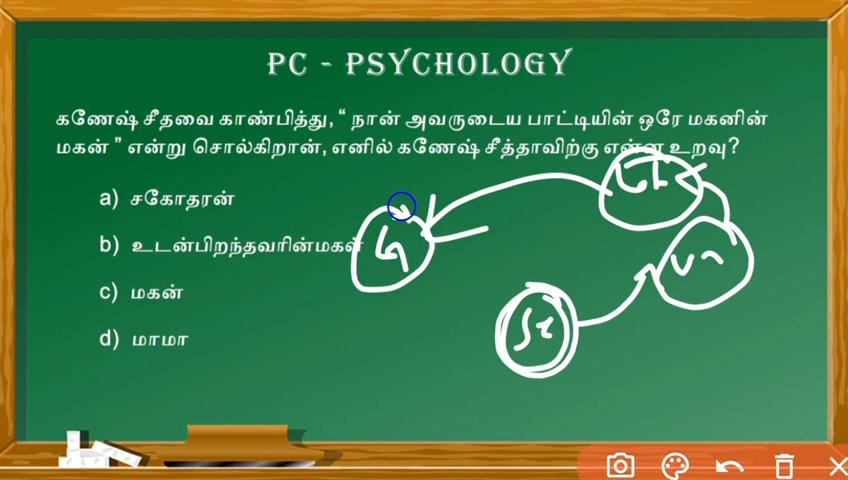 PC - PSYCHOLOGY
கணேஷ் சீதவை காண்பித்து, “ நான் அவருடைய பாட்டியின் ஒரே மகனின்
மகன் ” என்று சொல்கிறான், எனில் கணேஷ் சீத்தாவிற்கு என்ன உறவு?
a) சகோதரன்
b) உடன்பிறந்தவரின்மகள்
c) மகன்
d) மாமா